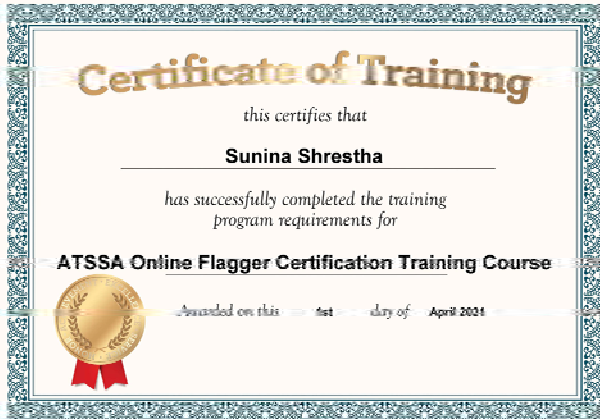 Certificate of Training
this certifies that
Sunina Shrestha
has successfully completed the training
program requirements for
ATSSA Online Flagger Certification Training Course
Awarded on this 1st day of April 2021